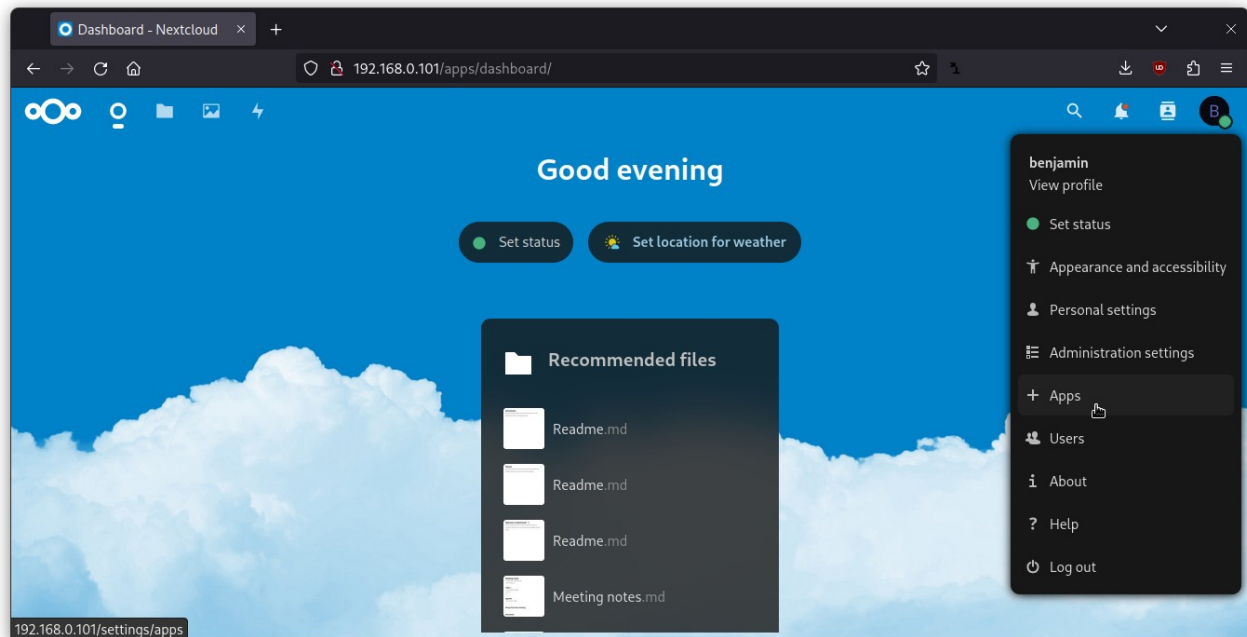 Dashboard - Nextcloud
192.168.0.101/apps/dashboard/
B
Good evening
Set status
Set location for weather
Recommended files
Readme.md
Readme.md
Readme.md
Meeting notes.md
benjamin
View profile
Set status
Appearance and accessibility
Personal settings
Administration settings
Apps
Users
About
Help
Log out
192.168.0.101/settings/apps